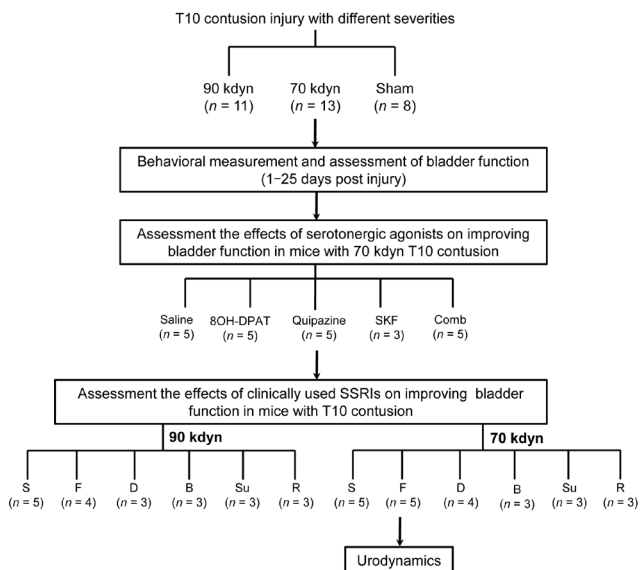 T10 contusion injury with different severities
90 kdyn 70 kdyn Sham
(n = 11) (n = 13) (n = 8)
Behavioral measurement and assessment of bladder function
(1–25 days post injury)
Assessment the effects of serotonergic agonists on improving
bladder function in mice with 70 kdyn T10 contusion
Saline 8OH-DPAT Quipazine SKF Comb
(n = 5) (n = 5) (n = 5) (n = 3) (n = 5)
Assessment the effects of clinically used SSRIs on improving bladder
function in mice with T10 contusion
90 kdyn 70 kdyn
S F D B Su R S F D B Su R
(n = 5) (n = 4) (n = 3) (n = 3) (n = 3) (n = 3) (n = 5) (n = 5) (n = 4) (n = 3) (n = 3) (n = 3)
Urodynamics